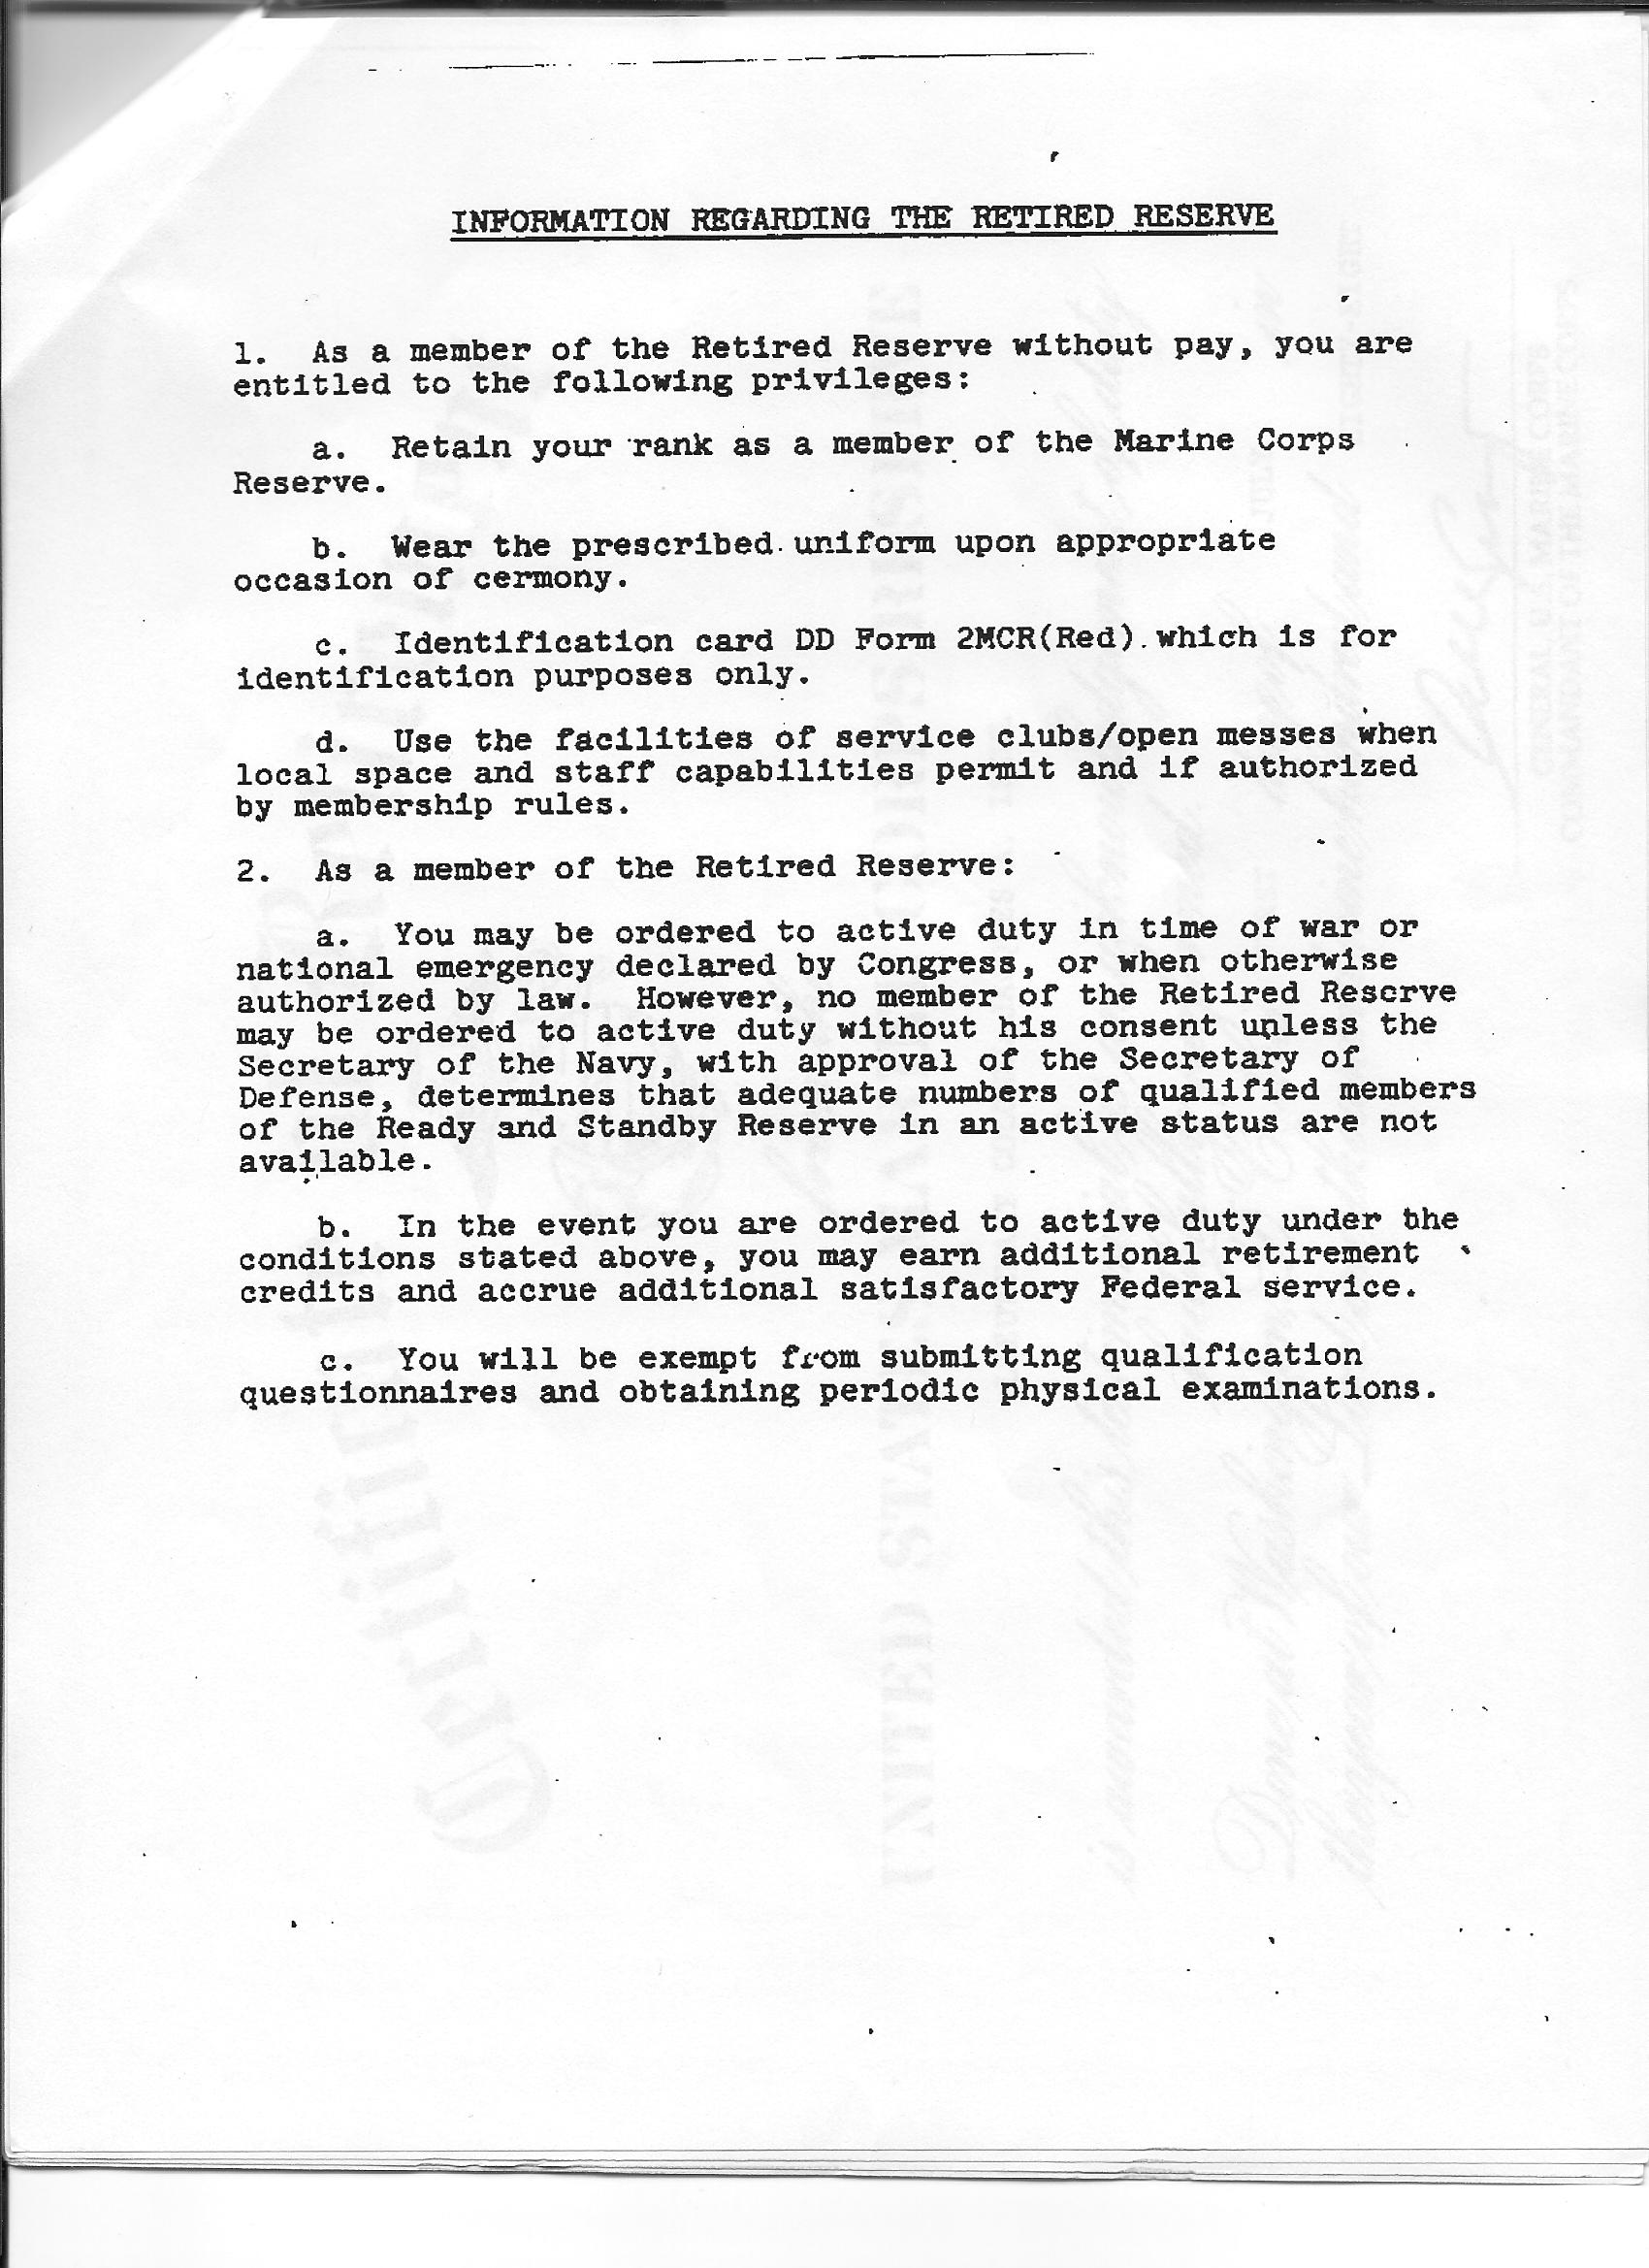 INFORMATION REGARDING THE RETIRED RESERVE
1. As a member of the Retired Reserve without pay, you are
entitled to the following privileges:
a. Retain your rank as a member of the Marine Corps
Reserve.
b. Wear the prescribed uniform upon appropriate
occasion of cermony.
c. Identification card DD Form 2MCR(Red) which is for
identification purposes only.
d. Use the facilities of service clubs/open messes when
local space and staff capabilities permit and if authorized
by membership rules.
2. As a member of the Retired Reserve:
a. You may be ordered to active duty in time of war or
national emergency declared by Congress, or when otherwise
authorized by law. However, no member of the Retired Reserve
may be ordered to active duty without his consent unless the
Secretary of the Navy, with approval of the Secretary of
Defense, determines that adequate numbers of qualified members
of the Ready and Standby Reserve in an active status are not
available.
b. In the event you are ordered to active duty under the
conditions stated above, you may earn additional retirement
credits and accrue additional satisfactory Federal service.
c. You will be exempt from submitting qualification
questionnaires and obtaining periodic physical examinations.